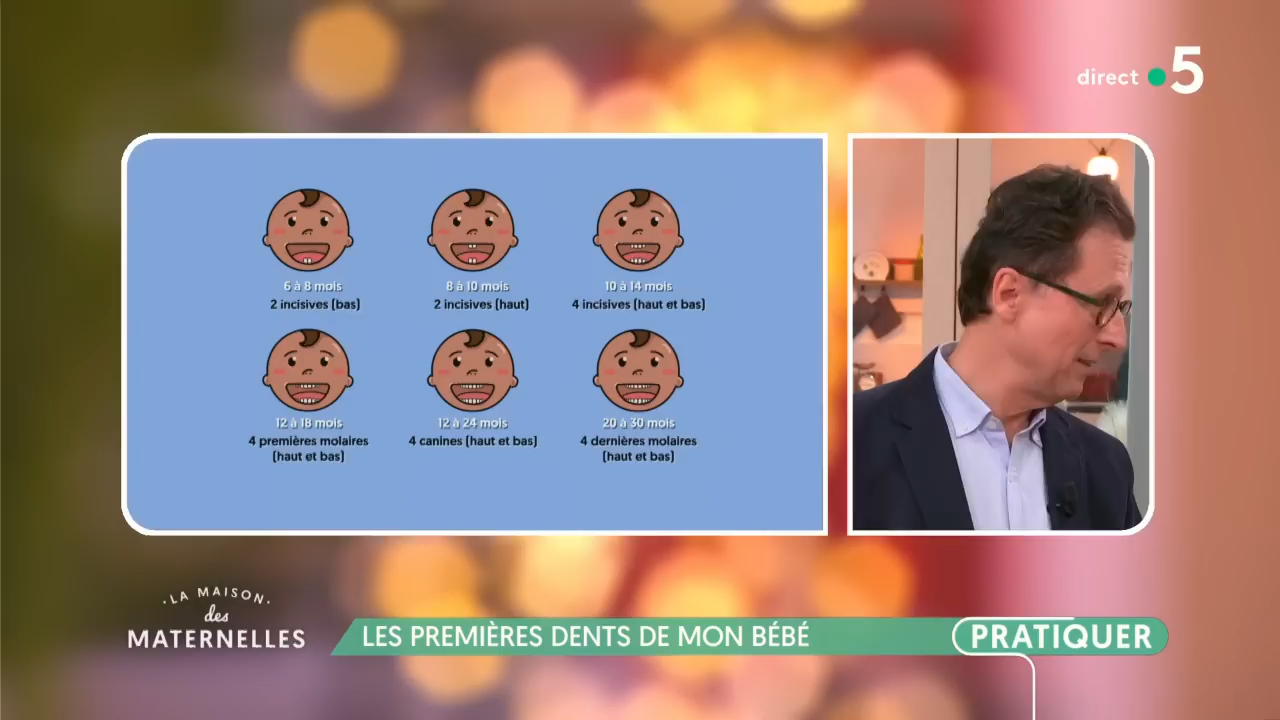 direct 5
6 à 8 mois
2 incisives (bas)
8 à 10 mois
2 incisives (haut)
10 à 14 mois
4 incisives (haut et bas)
12 à 18 mois
4 premières molaires
(haut et bas)
12 à 24 mois
4 canines (haut et bas)
20 à 30 mois
4 dernières molaires
(haut et bas)
·LA MAISON·
des
MATERNELLES
LES PREMIÈRES DENTS DE MON BÉBÉ
PRATIQUER